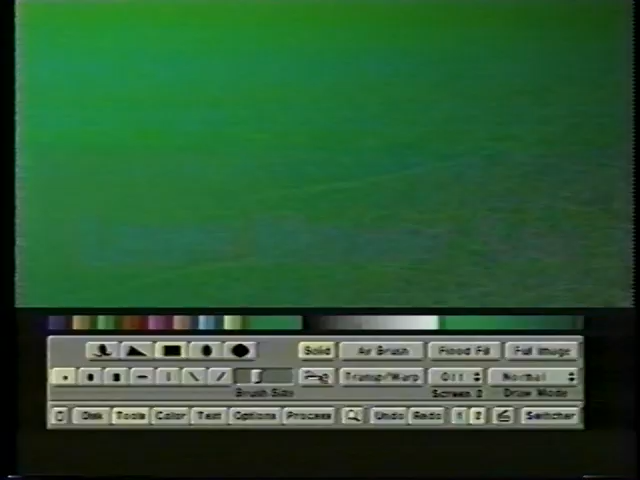 Solid Air Brush Flood Fill Full Image
Transp/Warp Off Normal
Brush Size Screen 2 Draw Mode
Disk Tools Color Text Options Process Undo Redo 1 2 Switcher